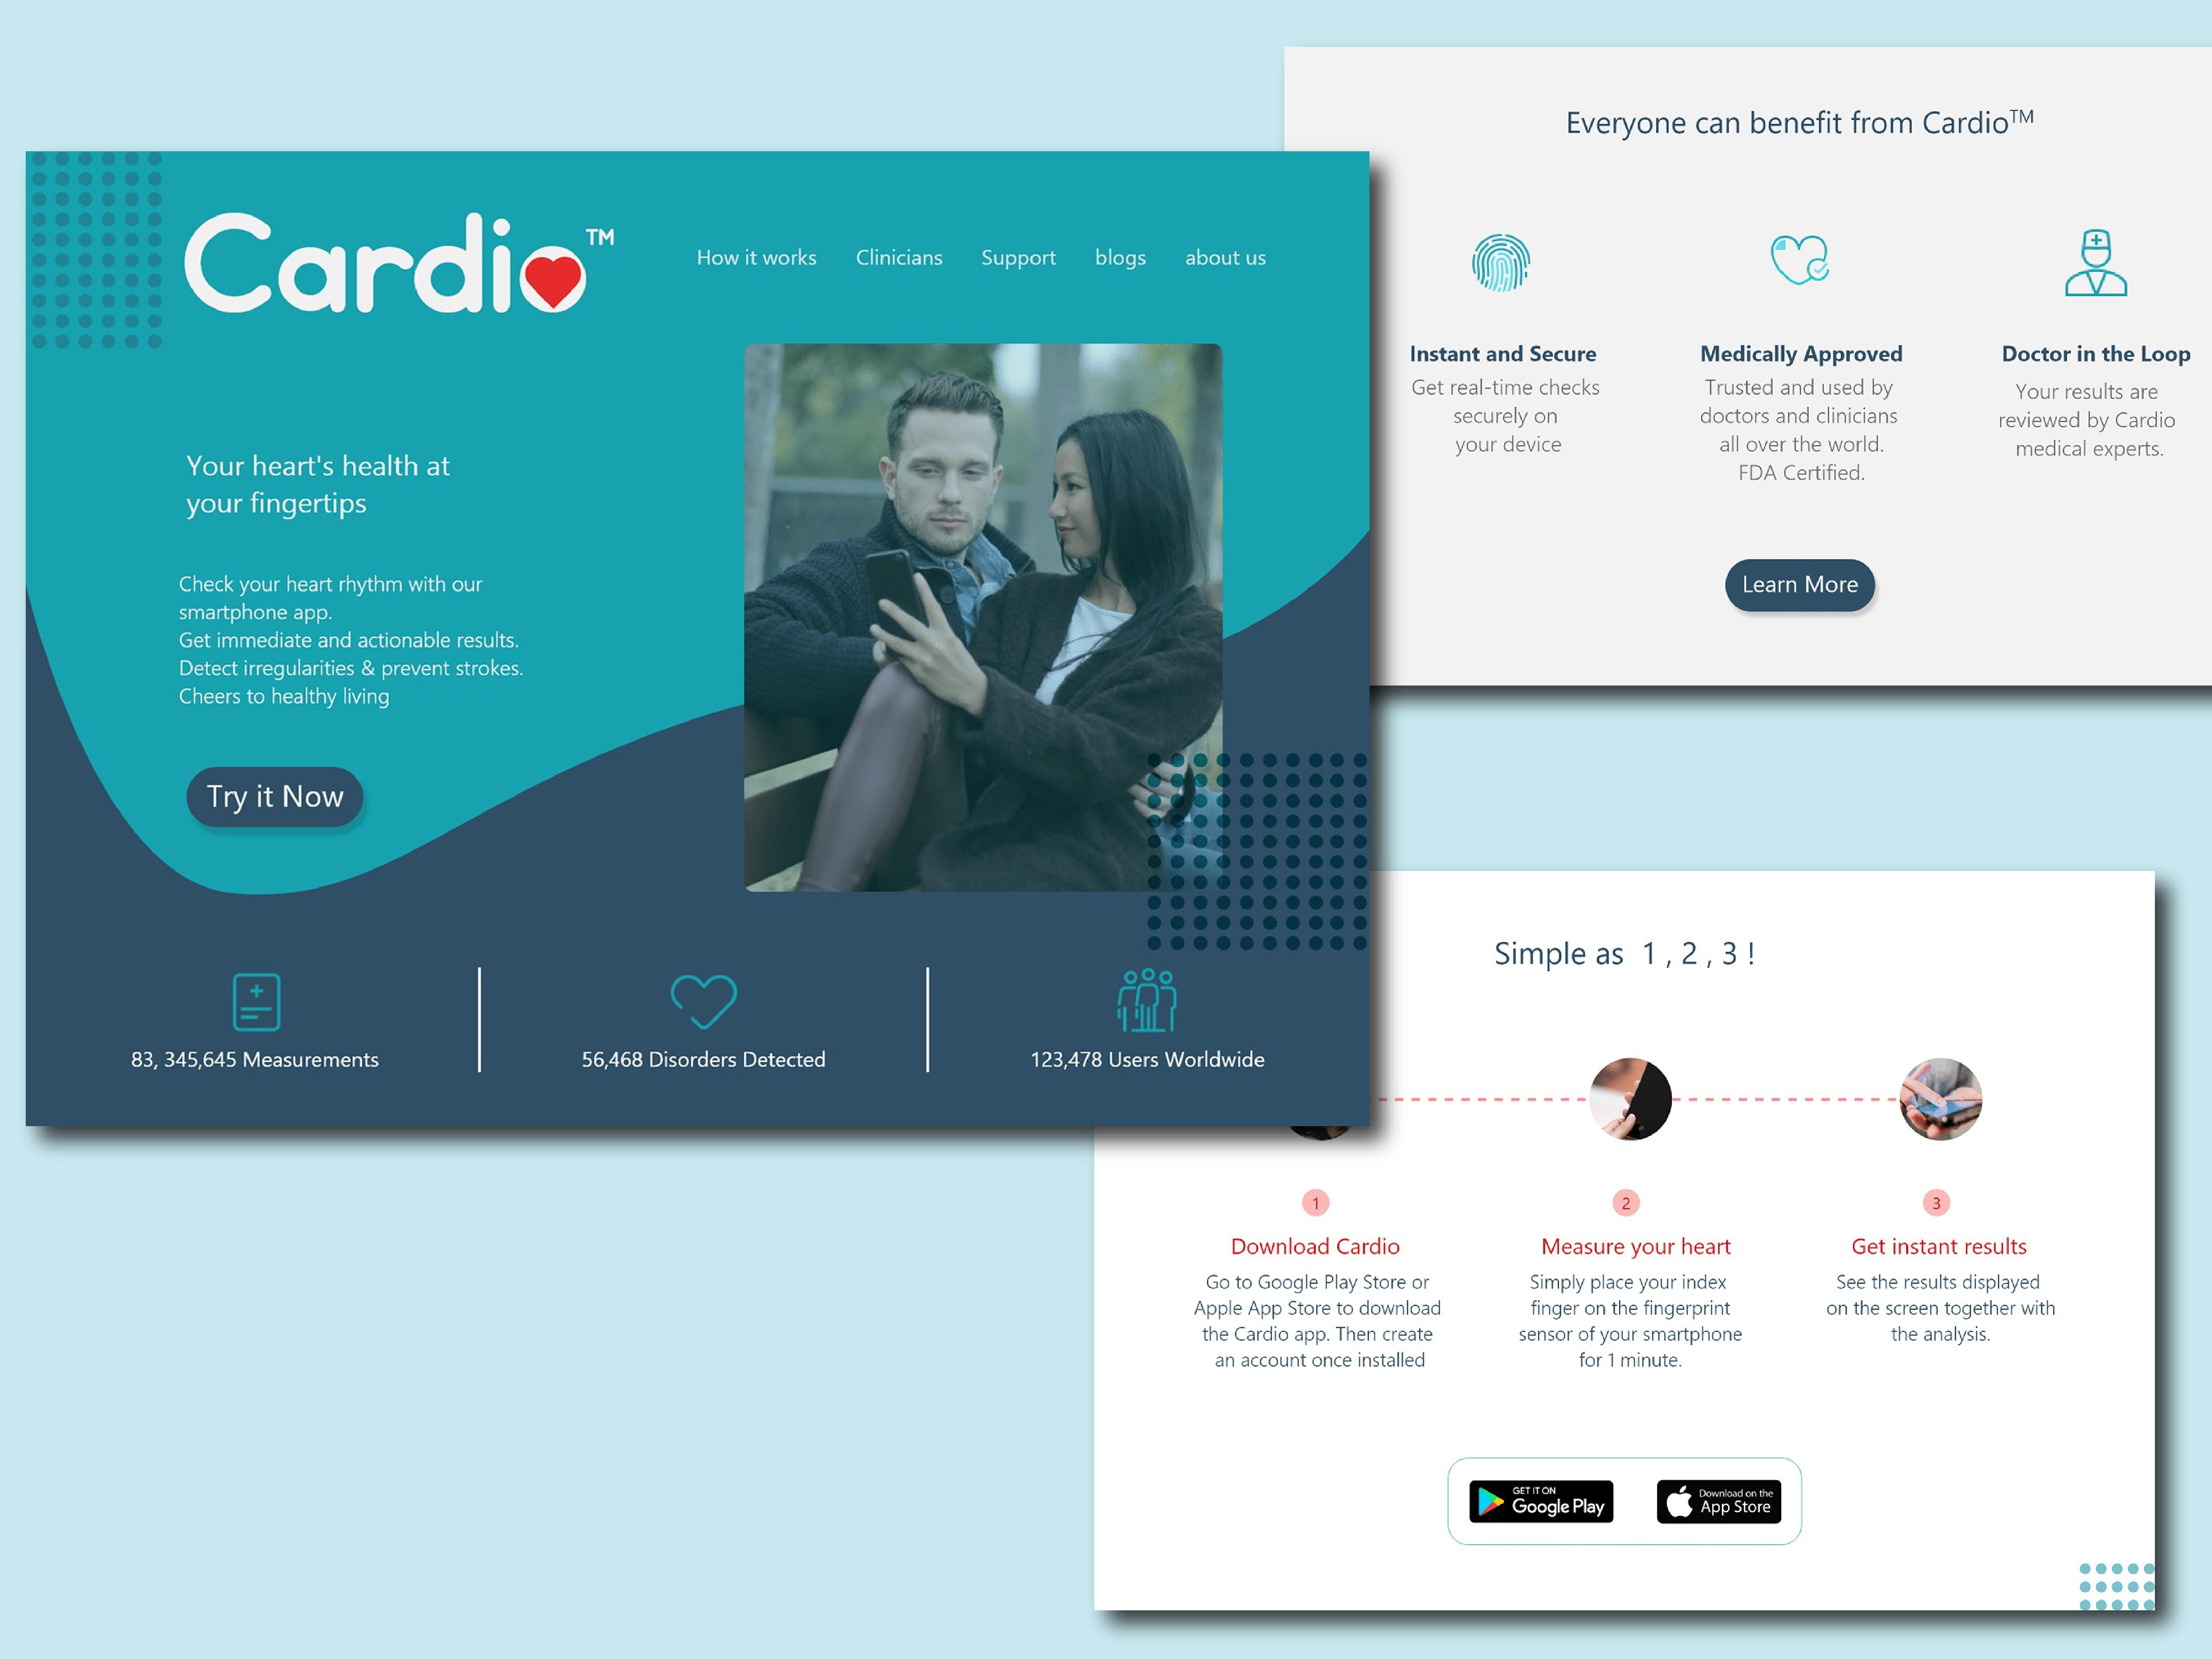 Cardio™
How it works Clinicians Support blogs about us
Your heart's health at
your fingertips
Check your heart rhythm with our
smartphone app.
Get immediate and actionable results.
Detect irregularities & prevent strokes.
Cheers to healthy living
Try it Now
83, 345,645 Measurements
56,468 Disorders Detected
123,478 Users Worldwide
Everyone can benefit from Cardio™
Instant and Secure
Get real-time checks
securely on
your device
Medically Approved
Trusted and used by
doctors and clinicians
all over the world.
FDA Certified.
Doctor in the Loop
Your results are
reviewed by Cardio
medical experts.
Learn More
Simple as 1 , 2 , 3 !
1
Download Cardio
Go to Google Play Store or
Apple App Store to download
the Cardio app. Then create
an account once installed
2
Measure your heart
Simply place your index
finger on the fingerprint
sensor of your smartphone
for 1 minute.
3
Get instant results
See the results displayed
on the screen together with
the analysis.
GET IT ON
Google Play
Download on the
App Store